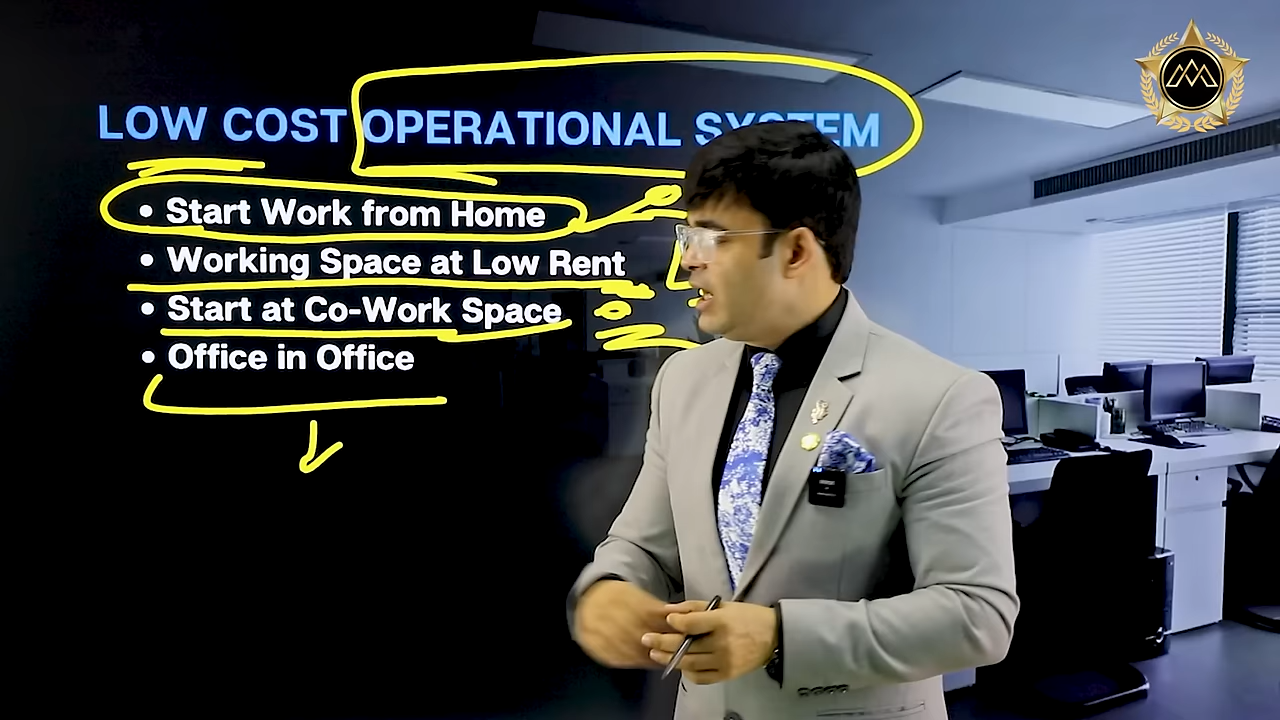 LOW COST OPERATIONAL SYSTEM
• Start Work from Home
• Working Space at Low Rent
• Start at Co-Work Space
• Office in Office